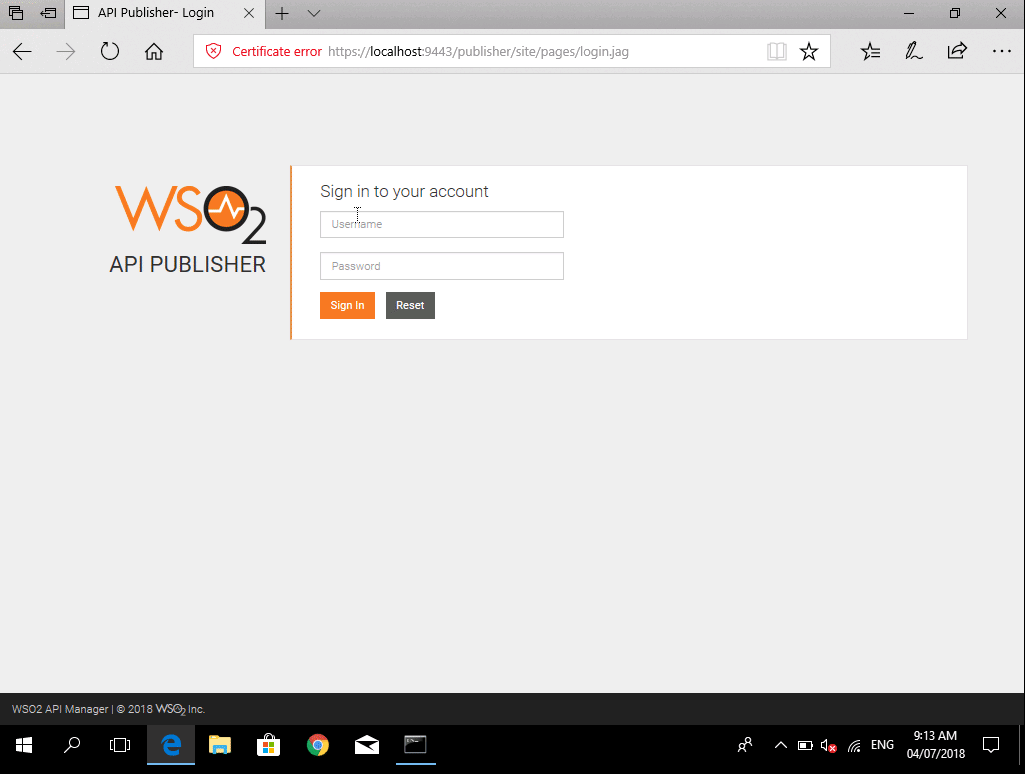 API Publisher- Login
Certificate error https://localhost:9443/publisher/site/pages/login.jag
WSO2
API PUBLISHER
Sign in to your account
Username
Password
Sign In Reset
WSO2 API Manager | © 2018 WSO2 Inc.
ENG
9:13 AM
04/07/2018